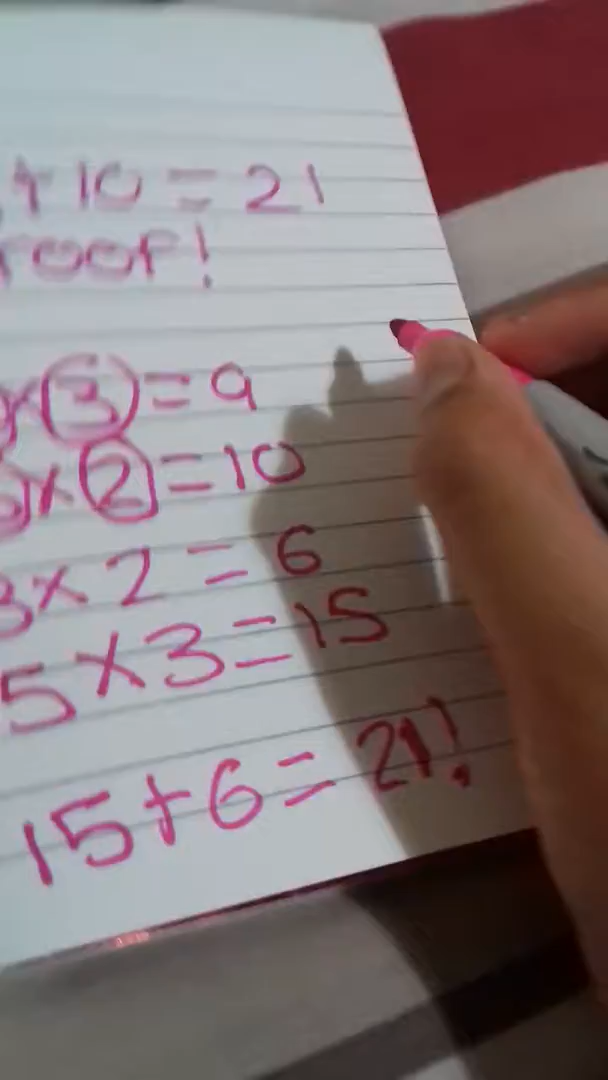 + 10 = 21
roof!
x 3 = 9
x 2 = 10
3 x 2 = 6
5 x 3 = 15
15 + 6 = 21!